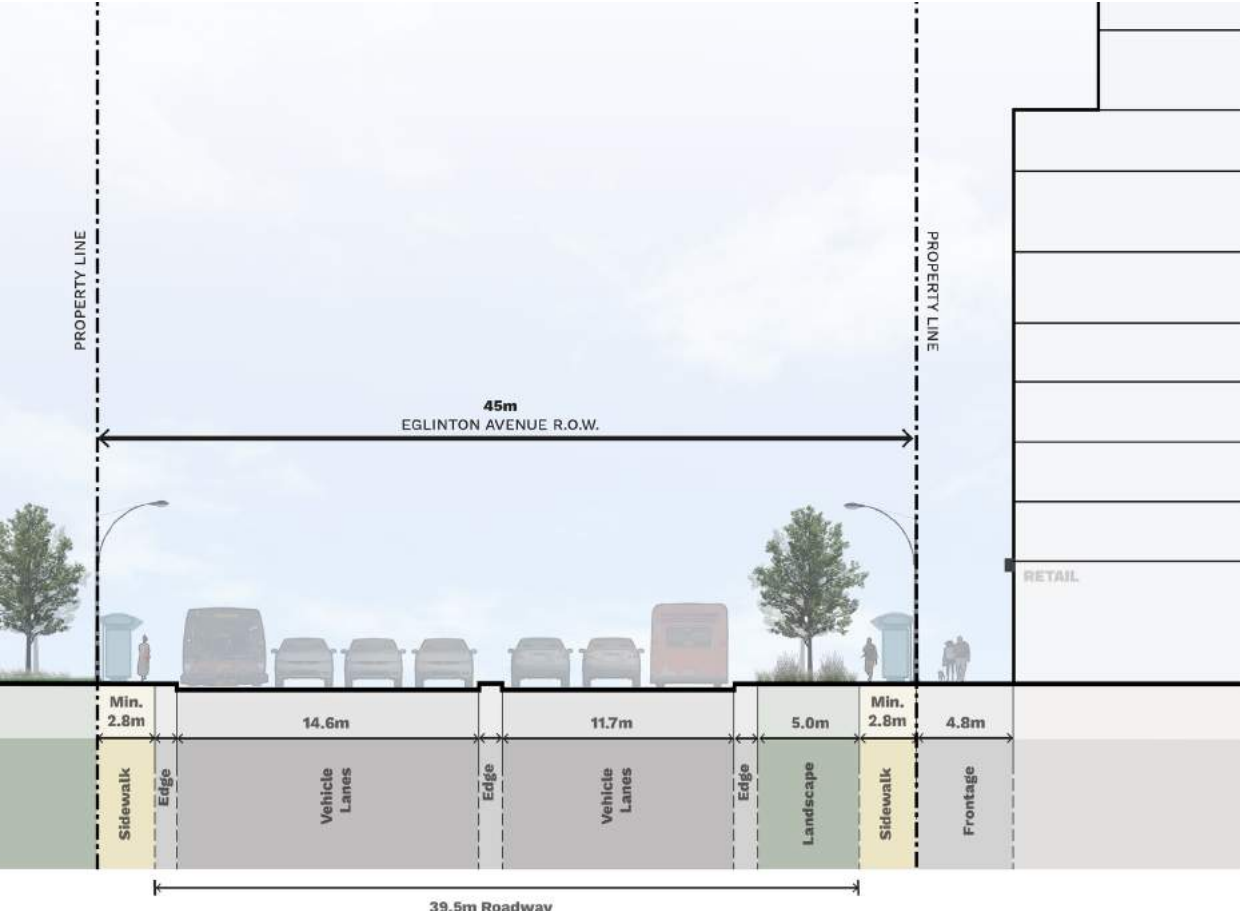 PROPERTY LINE
PROPERTY LINE
45m
EGLINTON AVENUE R.O.W.
RETAIL
Min.
2.8m
14.6m
11.7m
5.0m
Min.
2.8m
4.8m
Sidewalk
Edge
Vehicle
Lanes
Edge
Vehicle
Lanes
Edge
Landscape
Sidewalk
Frontage
39.5m Roadway